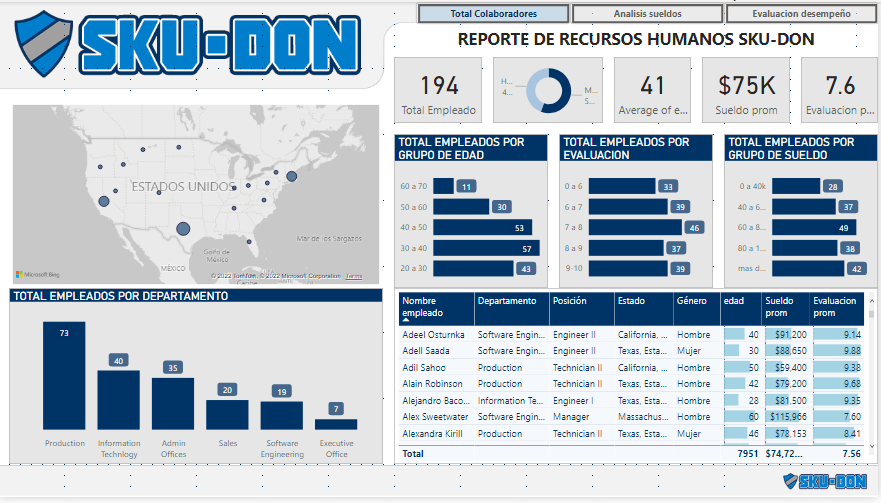 Total Colaboradores
Analisis sueldos
Evaluacion desempeño
SKU-DON
REPORTE DE RECURSOS HUMANOS SKU-DON
194
Total Empleado
H...
4...
M...
S...
41
Average of e...
$75K
Sueldo prom
7.6
Evaluacion p...
ESTADOS UNIDOS
Mar de los Sargazos
Golfo de
México
MÉXICO
Caribe
Microsoft Bing
© 2022 TomTom, © 2022 Microsoft Corporation Terms
TOTAL EMPLEADOS POR GRUPO DE EDAD
60 a 70 11
50 a 60 30
40 a 50 53
30 a 40 57
20 a 30 43
TOTAL EMPLEADOS POR EVALUACION
0 a 6 33
6 a 7 39
7 a 8 46
8 a 9 37
9-10 39
TOTAL EMPLEADOS POR GRUPO DE SUELDO
0 a 40k 28
40 a 6... 37
60 a 8... 49
80 a 1... 38
mas d... 42
TOTAL EMPLEADOS POR DEPARTAMENTO
73 40 35 20 19 7
Production
Information Technlogy
Admin Offices
Sales
Software Engineering
Executive Office
Nombre empleado Departamento Posición Estado Género edad Sueldo prom Evaluacion prom
Adeel Osturnka Software Engin... Engineer II California, ... Hombre 40 $91,200 9.14
Adell Saada Software Engin... Engineer II Texas, Esta... Mujer 30 $88,650 9.88
Adil Sahoo Production Technician II California, ... Hombre 50 $59,400 9.38
Alain Robinson Production Technician II Texas, Esta... Hombre 42 $79,200 9.68
Alejandro Baco... Information Te... Engineer I Texas, Esta... Hombre 28 $81,500 9.35
Alex Sweetwater Software Engin... Manager Massachus... Hombre 60 $115,966 7.60
Alexandra Kirill Production Technician II Texas, Esta... Mujer 46 $78,153 8.41
Total 7951 $74,72... 7.56
SKU-DON